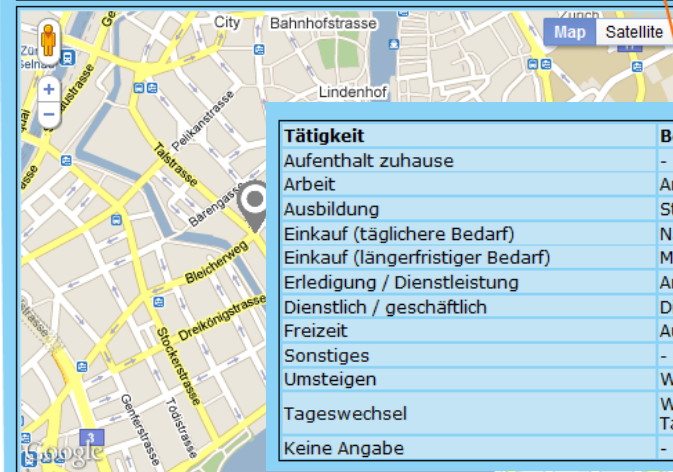 City
Bahnhofstrasse
Map
Satellite
Lindenhof
Pelikanstrasse
Talstrasse
Bärengasse
Bleicherweg
Dreikönigstrasse
Stockerstrasse
Tödistrasse
Genferstrasse
3
Google
Tätigkeit
Aufenthalt zuhause
-
Arbeit
Ausbildung
Einkauf (täglichere Bedarf)
Einkauf (längerfristiger Bedarf)
Erledigung / Dienstleistung
Dienstlich / geschäftlich
Freizeit
Sonstiges
-
Umsteigen
Tageswechsel
Keine Angabe
-